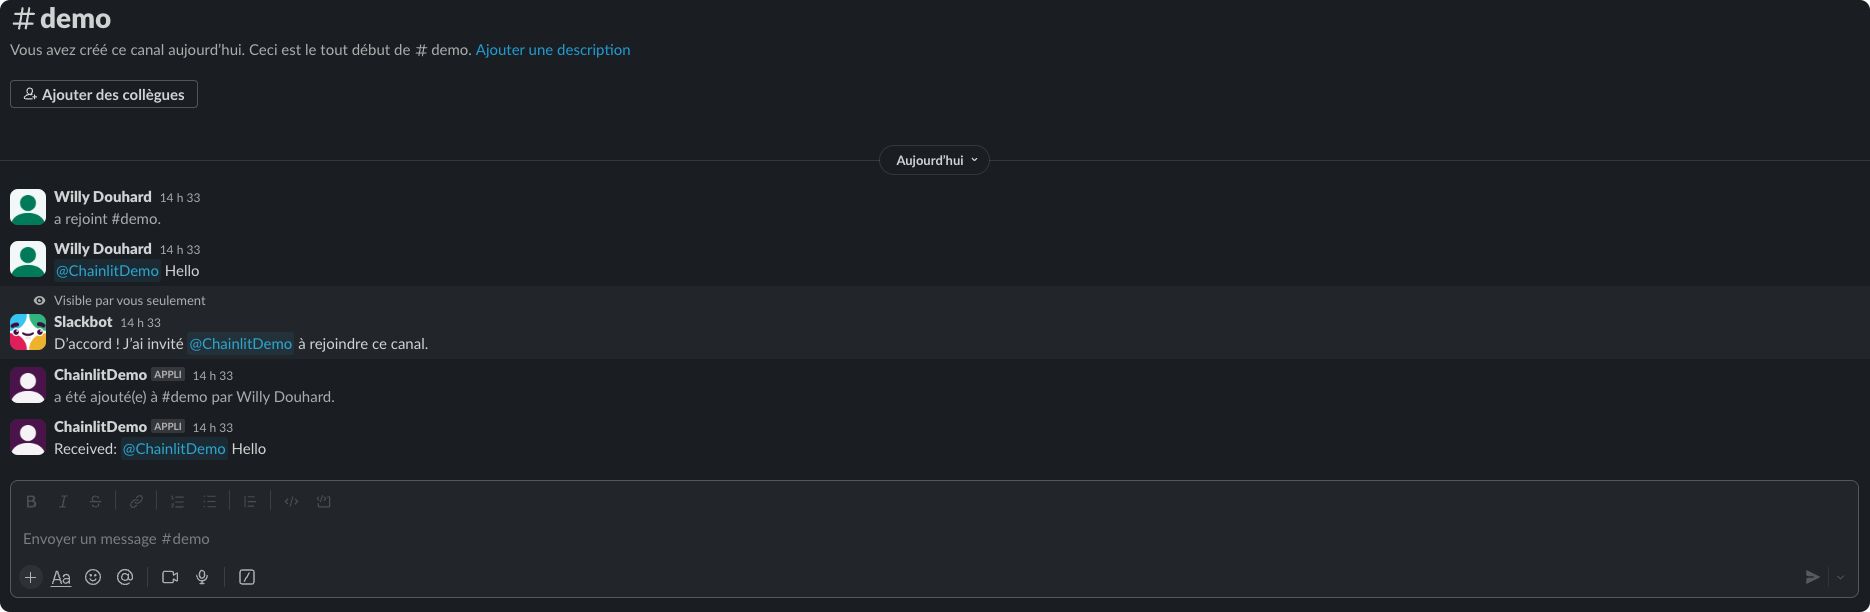 # demo
Vous avez créé ce canal aujourd’hui. Ceci est le tout début de # demo. Ajouter une description
Ajouter des collègues
Aujourd’hui
Willy Douhard 14 h 33
a rejoint #demo.
Willy Douhard 14 h 33
@ChainlitDemo Hello
Visible par vous seulement
Slackbot 14 h 33
D’accord ! J’ai invité @ChainlitDemo à rejoindre ce canal.
ChainlitDemo APPLI 14 h 33
a été ajouté(e) à #demo par Willy Douhard.
ChainlitDemo APPLI 14 h 33
Received: @ChainlitDemo Hello
Envoyer un message #demo
Aa